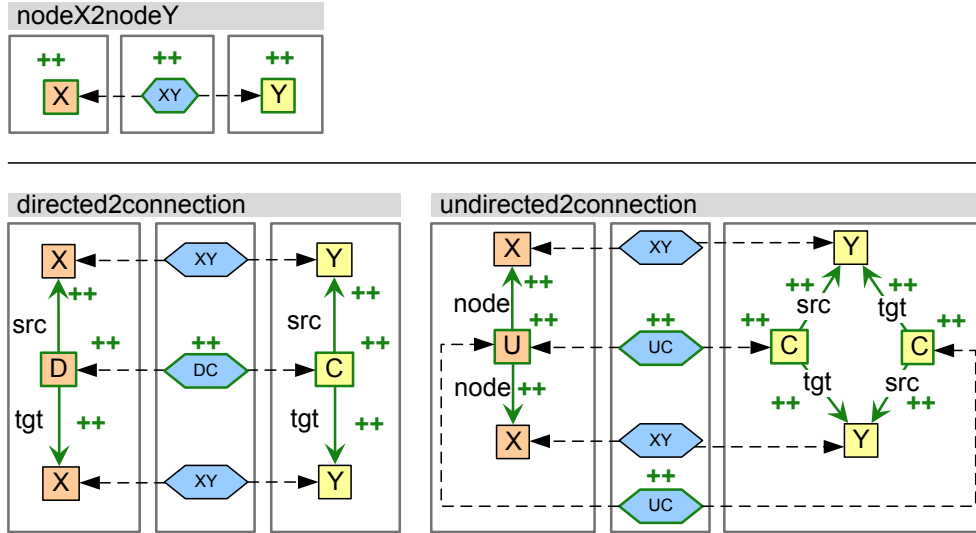 nodeX2nodeY
++ ++ ++
X XY Y
directed2connection
X XY Y
++ ++
src src
++ ++ ++
D DC C
tgt tgt
++ ++
X XY Y
undirected2connection
X XY Y
++ ++ ++
node src tgt
++ ++ ++ ++
U UC C C
node tgt src
++ ++ ++
X XY Y
++
UC